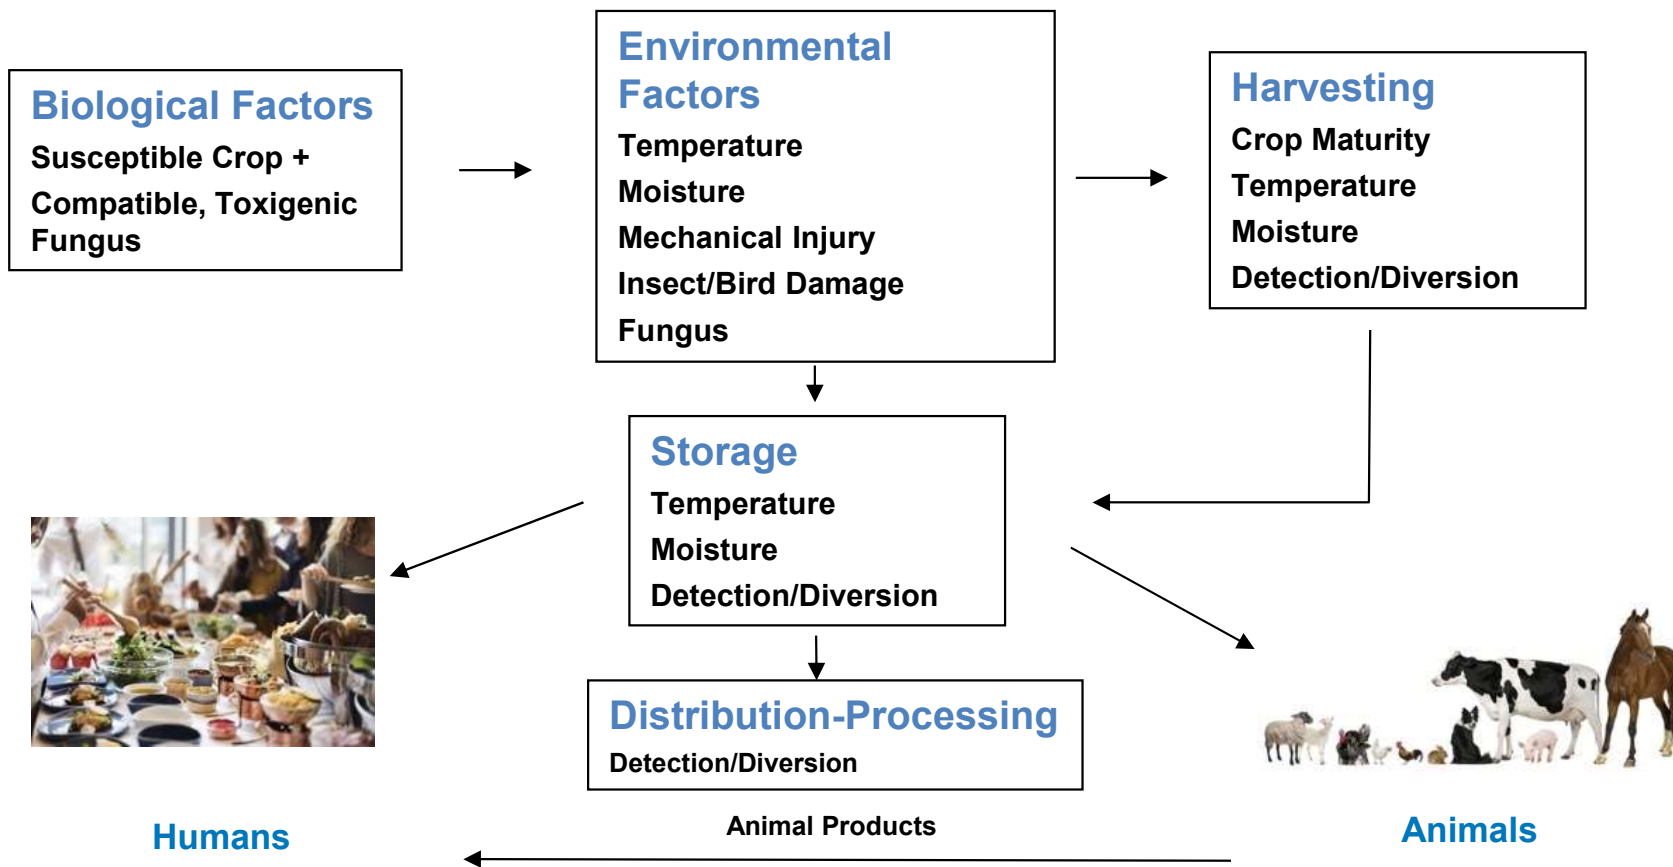 Biological Factors
Susceptible Crop +
Compatible, Toxigenic
Fungus
Environmental
Factors
Temperature
Moisture
Mechanical Injury
Insect/Bird Damage
Fungus
Harvesting
Crop Maturity
Temperature
Moisture
Detection/Diversion
Storage
Temperature
Moisture
Detection/Diversion
Distribution-Processing
Detection/Diversion
Humans
Animal Products
Animals